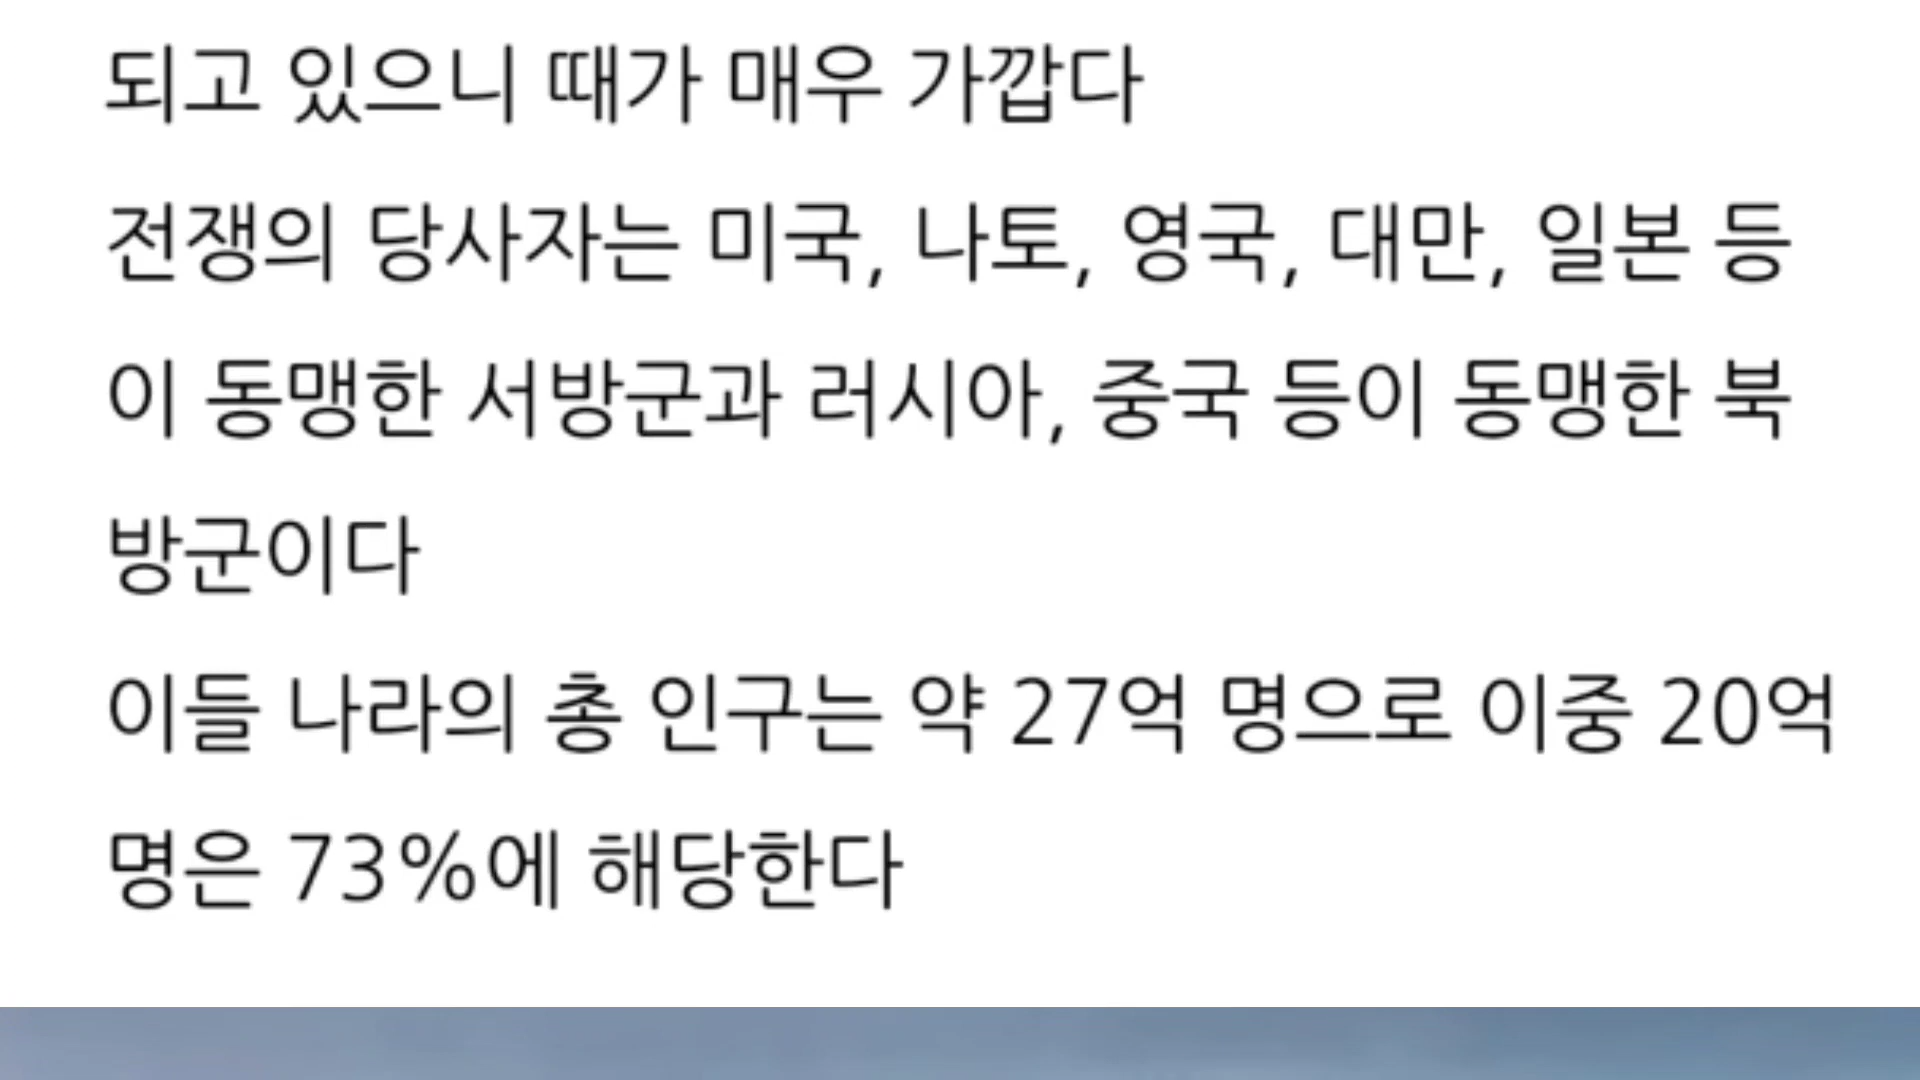 되고 있으니 때가 매우 가깝다
전쟁의 당사자는 미국, 나토, 영국, 대만, 일본 등
이 동맹한 서방군과 러시아, 중국 등이 동맹한 북
방군이다
이들 나라의 총 인구는 약 27억 명으로 이중 20억
명은 73%에 해당한다